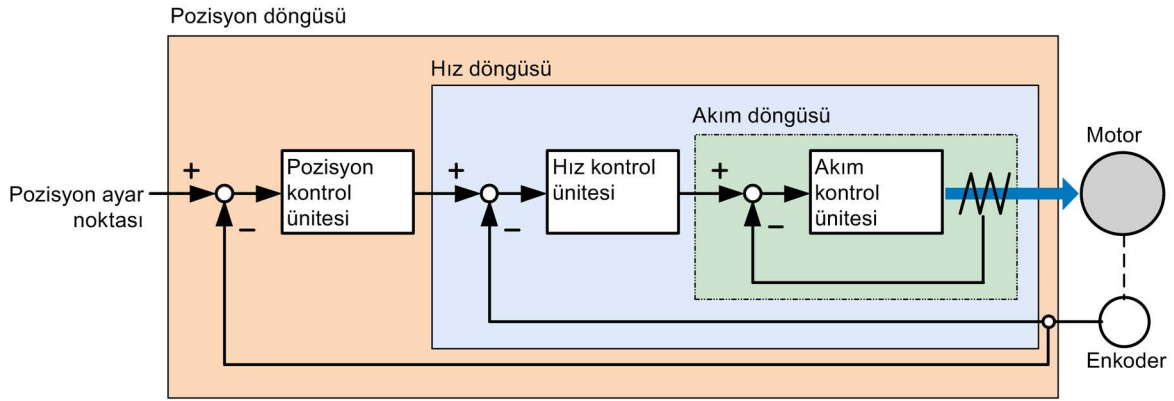 Pozisyon döngüsü
Hız döngüsü
Akım döngüsü
Motor
Pozisyon ayar
noktası
+
−
Pozisyon
kontrol
ünitesi
+
−
Hız kontrol
ünitesi
+
−
Akım
kontrol
ünitesi
Enkoder